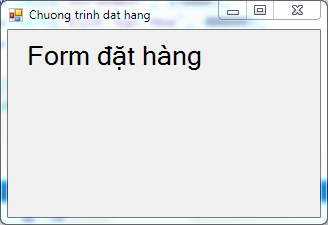 Chuong trinh dat hang
Form đặt hàng